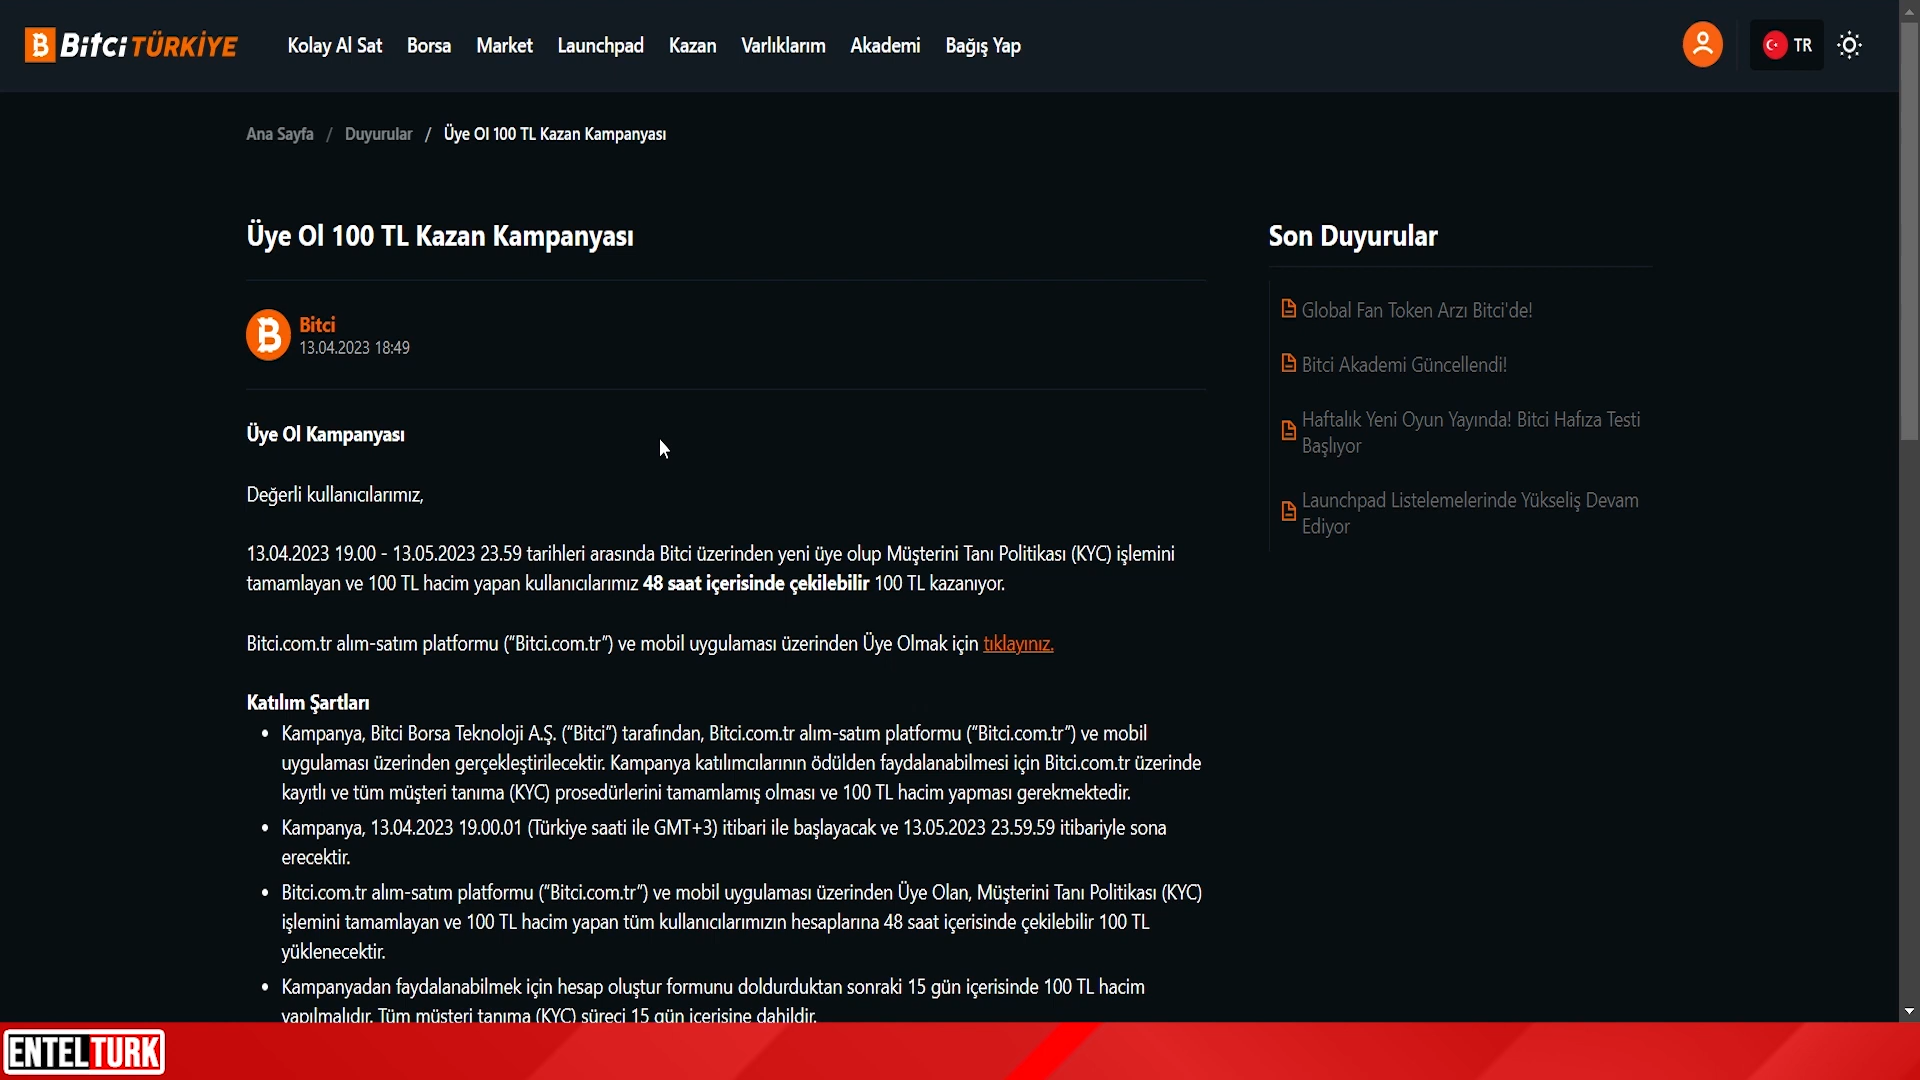 Bitci TÜRKİYE
Kolay Al Sat Borsa Market Launchpad Kazan Varlıklarım Akademi Bağış Yap
TR
Ana Sayfa / Duyurular / Üye Ol 100 TL Kazan Kampanyası
Üye Ol 100 TL Kazan Kampanyası
Bitci
13.04.2023 18:49
Üye Ol Kampanyası
Değerli kullanıcılarımız,
13.04.2023 19.00 - 13.05.2023 23.59 tarihleri arasında Bitci üzerinden yeni üye olup Müşterini Tanı Politikası (KYC) işlemini
tamamlayan ve 100 TL hacim yapan kullanıcılarımız 48 saat içerisinde çekilebilir 100 TL kazanıyor.
Bitci.com.tr alım-satım platformu (“Bitci.com.tr”) ve mobil uygulaması üzerinden Üye Olmak için tıklayınız.
Katılım Şartları
• Kampanya, Bitci Borsa Teknoloji A.Ş. (“Bitci”) tarafından, Bitci.com.tr alım-satım platformu (“Bitci.com.tr”) ve mobil
uygulaması üzerinden gerçekleştirilecektir. Kampanya katılımcılarının ödülden faydalanabilmesi için Bitci.com.tr üzerinde
kayıtlı ve tüm müşteri tanıma (KYC) prosedürlerini tamamlamış olması ve 100 TL hacim yapması gerekmektedir.
• Kampanya, 13.04.2023 19.00.01 (Türkiye saati ile GMT+3) itibari ile başlayacak ve 13.05.2023 23.59.59 itibariyle sona
erecektir.
• Bitci.com.tr alım-satım platformu (“Bitci.com.tr”) ve mobil uygulaması üzerinden Üye Olan, Müşterini Tanı Politikası (KYC)
işlemini tamamlayan ve 100 TL hacim yapan tüm kullanıcılarımızın hesaplarına 48 saat içerisinde çekilebilir 100 TL
yüklenecektir.
• Kampanyadan faydalanabilmek için hesap oluştur formunu doldurduktan sonraki 15 gün içerisinde 100 TL hacim
yapılmalıdır. Tüm müşteri tanıma (KYC) süreci 15 gün içerisine dahildir.
Son Duyurular
Global Fan Token Arzı Bitci'de!
Bitci Akademi Güncellendi!
Haftalık Yeni Oyun Yayında! Bitci Hafıza Testi
Başlıyor
Launchpad Listelemelerinde Yükseliş Devam
Ediyor
ENTELTURK